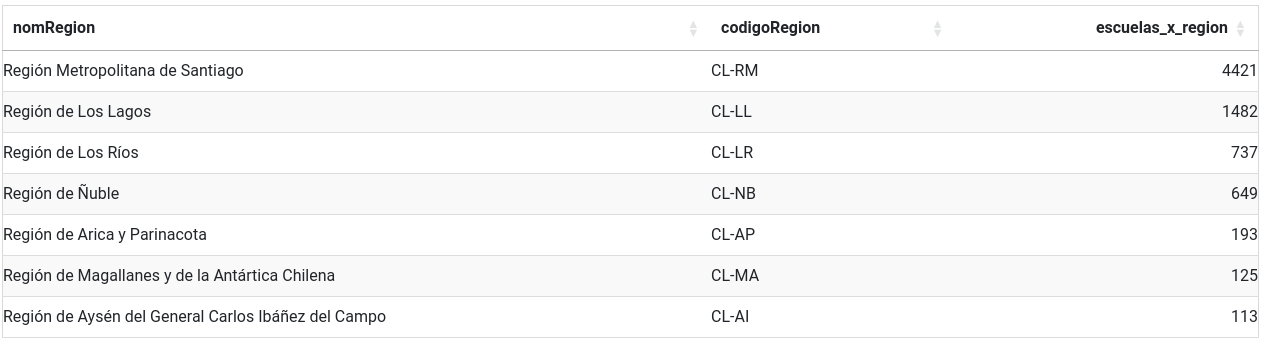 nomRegion codigoRegion escuelas_x_region
Región Metropolitana de Santiago CL-RM 4421
Región de Los Lagos CL-LL 1482
Región de Los Ríos CL-LR 737
Región de Ñuble CL-NB 649
Región de Arica y Parinacota CL-AP 193
Región de Magallanes y de la Antártica Chilena CL-MA 125
Región de Aysén del General Carlos Ibáñez del Campo CL-AI 113